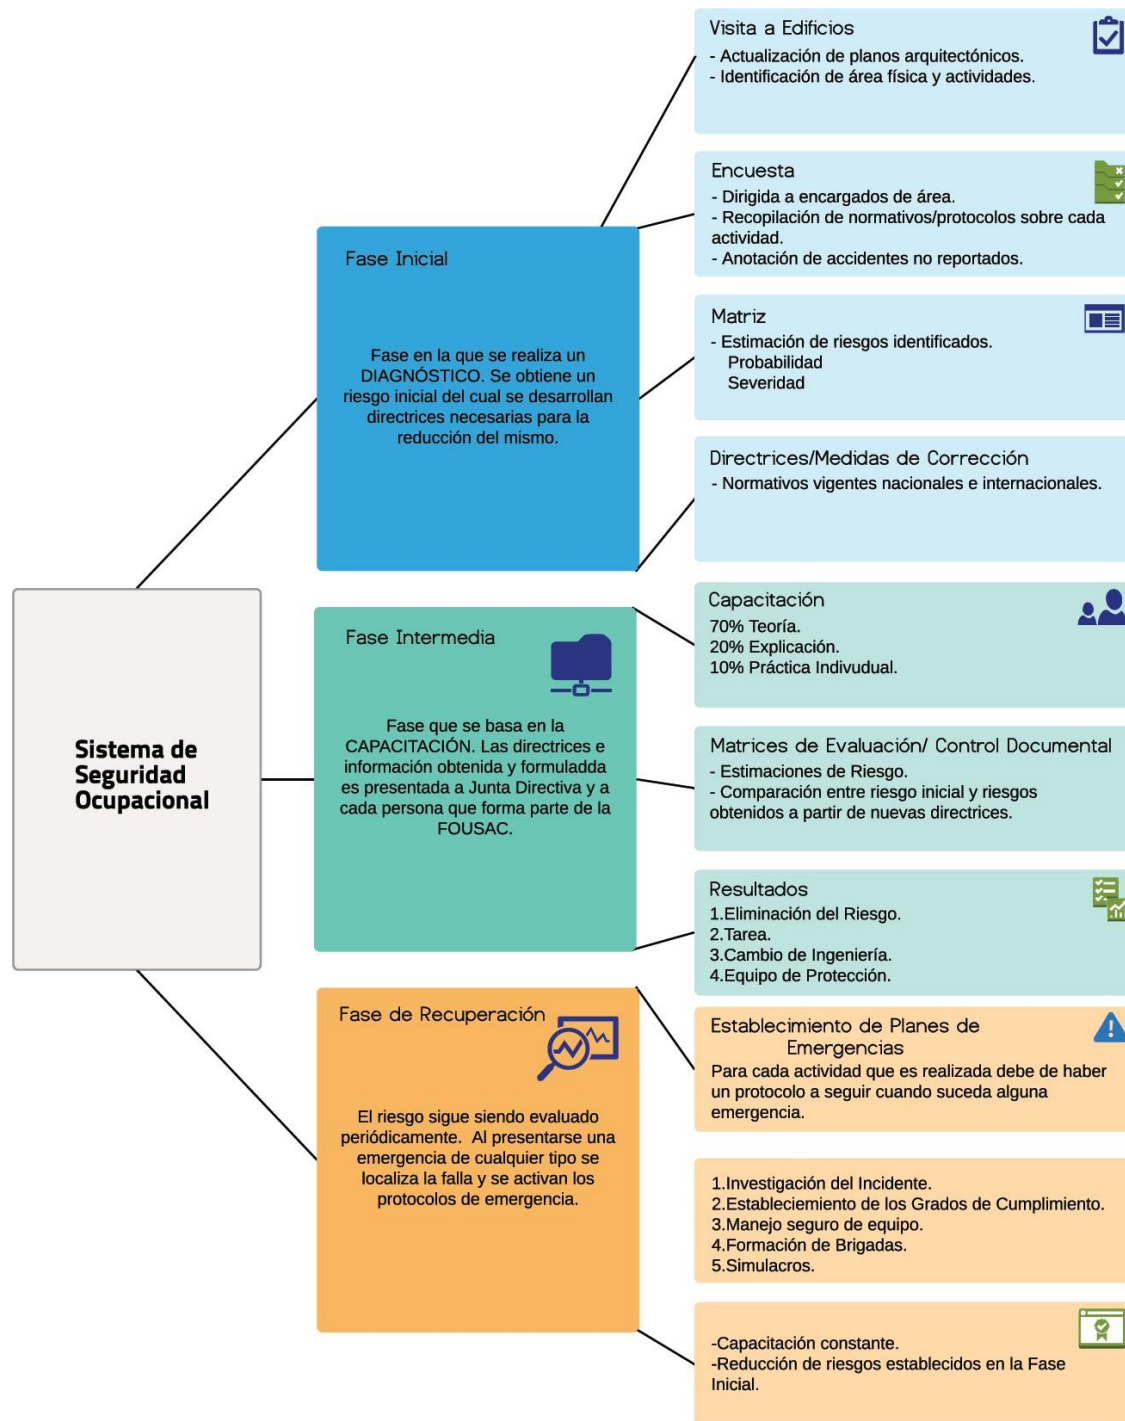 Sistema de
Seguridad
Ocupacional
Fase Inicial
Fase en la que se realiza un
DIAGNÓSTICO. Se obtiene un
riesgo inicial del cual se desarrollan
directrices necesarias para la
reducción del mismo.
Visita a Edificios
- Actualización de planos arquitectónicos.
- Identificación de área física y actividades.
Encuesta
- Dirigida a encargados de área.
- Recopilación de normativos/protocolos sobre cada
actividad.
- Anotación de accidentes no reportados.
Matriz
- Estimación de riesgos identificados.
Probabilidad
Severidad
Directrices/Medidas de Corrección
- Normativos vigentes nacionales e internacionales.
Fase Intermedia
Fase que se basa en la
CAPACITACIÓN. Las directrices e
información obtenida y formuladda
es presentada a Junta Directiva y a
cada persona que forma parte de la
FOUSAC.
Capacitación
70% Teoría.
20% Explicación.
10% Práctica Indivudual.
Matrices de Evaluación/ Control Documental
- Estimaciones de Riesgo.
- Comparación entre riesgo inicial y riesgos
obtenidos a partir de nuevas directrices.
Resultados
1.Eliminación del Riesgo.
2.Tarea.
3.Cambio de Ingeniería.
4.Equipo de Protección.
Fase de Recuperación
El riesgo sigue siendo evaluado
periódicamente. Al presentarse una
emergencia de cualquier tipo se
localiza la falla y se activan los
protocolos de emergencia.
Establecimiento de Planes de
Emergencias
Para cada actividad que es realizada debe de haber
un protocolo a seguir cuando suceda alguna
emergencia.
1.Investigación del Incidente.
2.Estableciemiento de los Grados de Cumplimiento.
3.Manejo seguro de equipo.
4.Formación de Brigadas.
5.Simulacros.
-Capacitación constante.
-Reducción de riesgos establecidos en la Fase
Inicial.